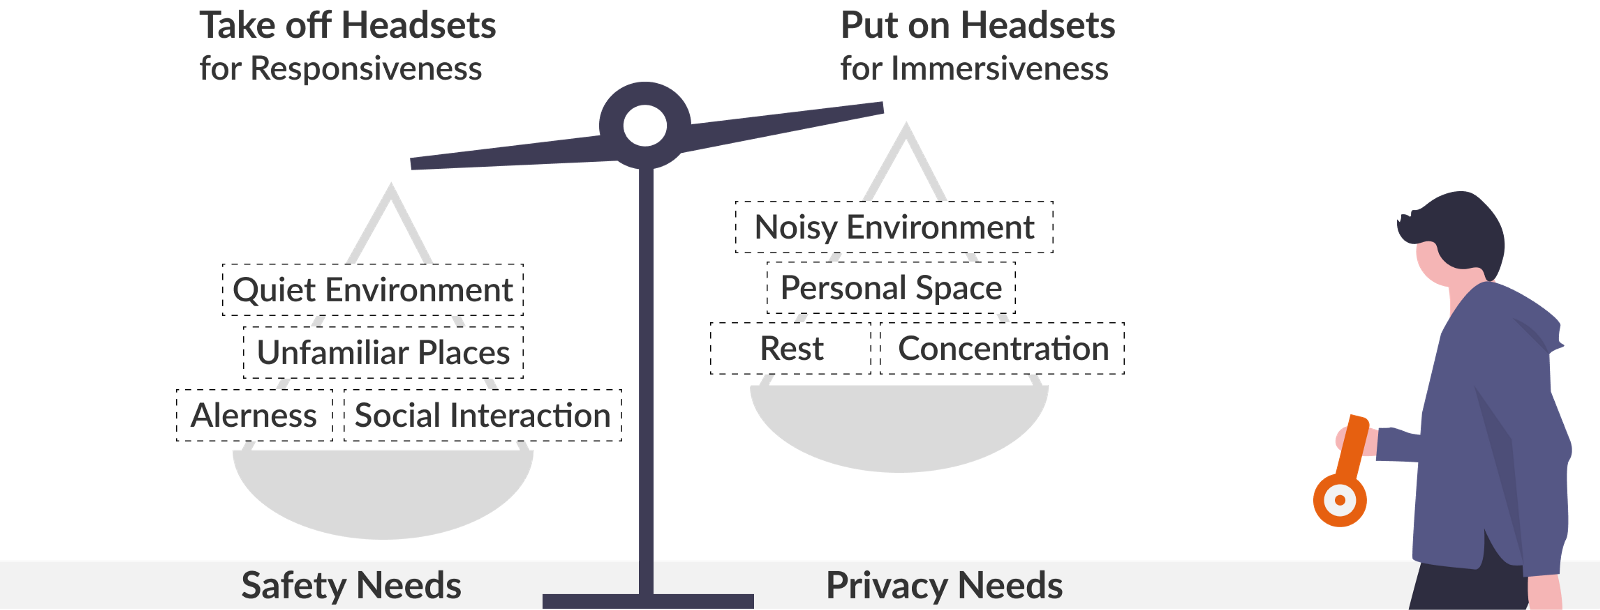 Take off Headsets
for Responsiveness
Put on Headsets
for Immersiveness
Quiet Environment
Unfamiliar Places
Alerness
Social Interaction
Noisy Environment
Personal Space
Rest
Concentration
Safety Needs
Privacy Needs